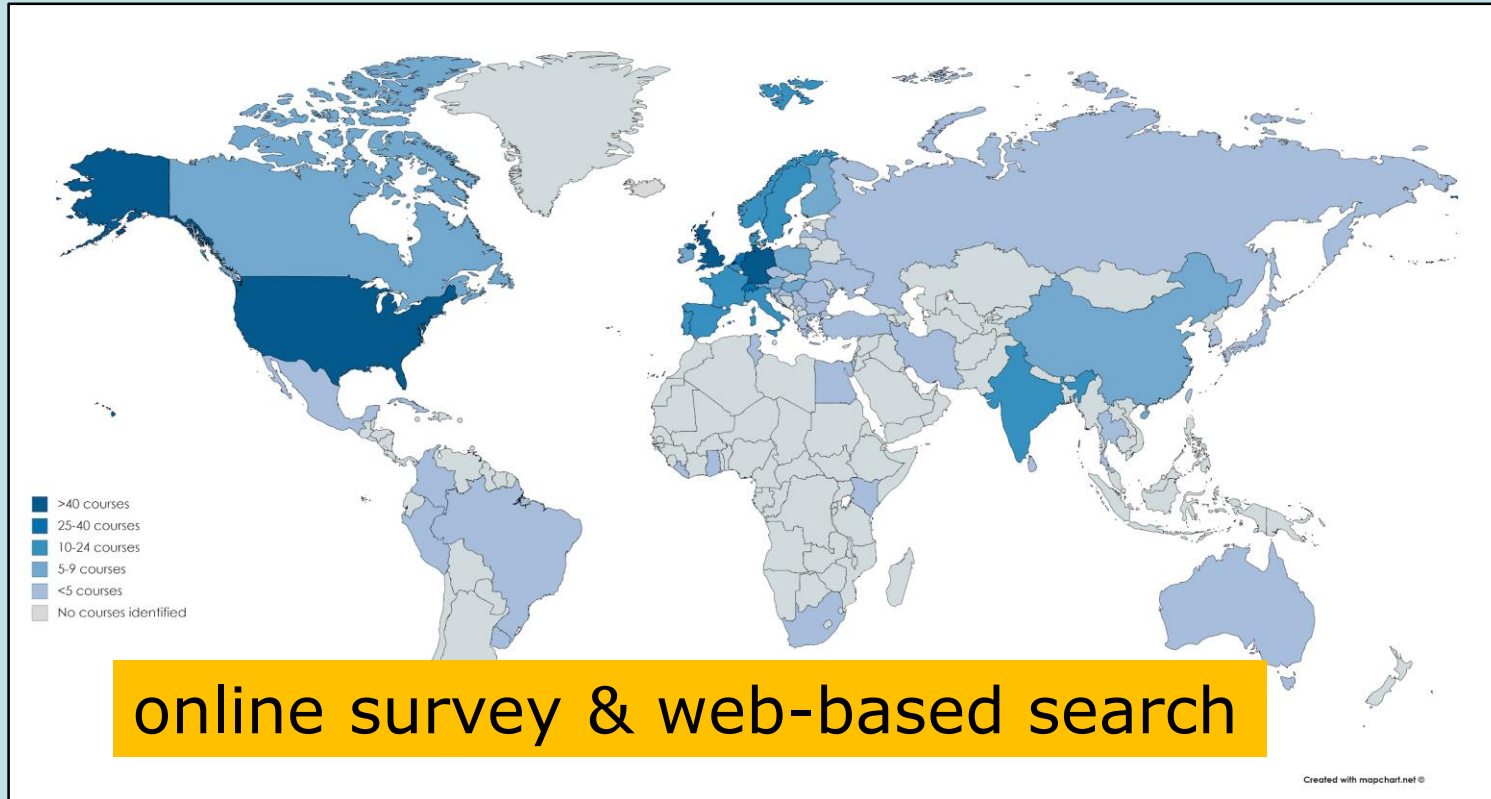 >40 courses
25-40 courses
10-24 courses
5-9 courses
<5 courses
No courses identified
online survey & web-based search
Created with mapchart.net ©